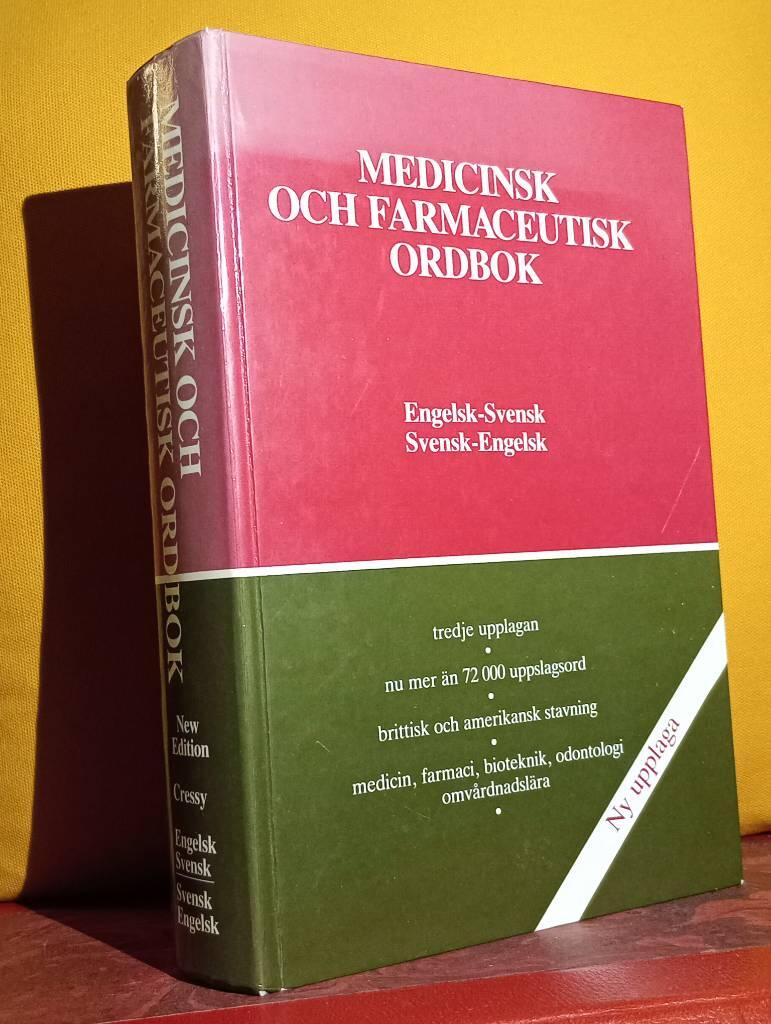 MEDICINSK
OCH FARMACEUTISK
ORDBOK
Engelsk-Svensk
Svensk-Engelsk
tredje upplagan
•
nu mer än 72 000 uppslagsord
•
brittisk och amerikansk stavning
•
medicin, farmaci, bioteknik, odontologi
omvårdnadslära
•
Ny upplaga
MEDICINSK OCH
FARMACEUTISK ORDBOK
New
Edition
Cressy
Engelsk
Svensk
Svensk
Engelsk